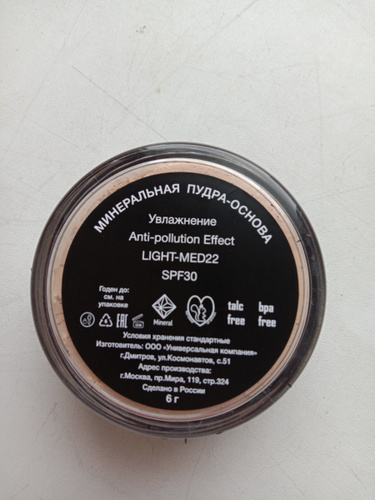 МИНЕРАЛЬНАЯ ПУДРА-ОСНОВА
Увлажнение
Anti-pollution Effect
LIGHT-MED22
SPF30
Годен до:
см. на
упаковке
Mineral
talc
free
bpa
free
EAC
Условия хранения стандартные
Изготовитель: ООО «Универсальная компания»
г.Дмитров, ул.Космонавтов, с.51
Адрес производства:
г.Москва, пр.Мира, 119, стр.324
Сделано в России
6 г